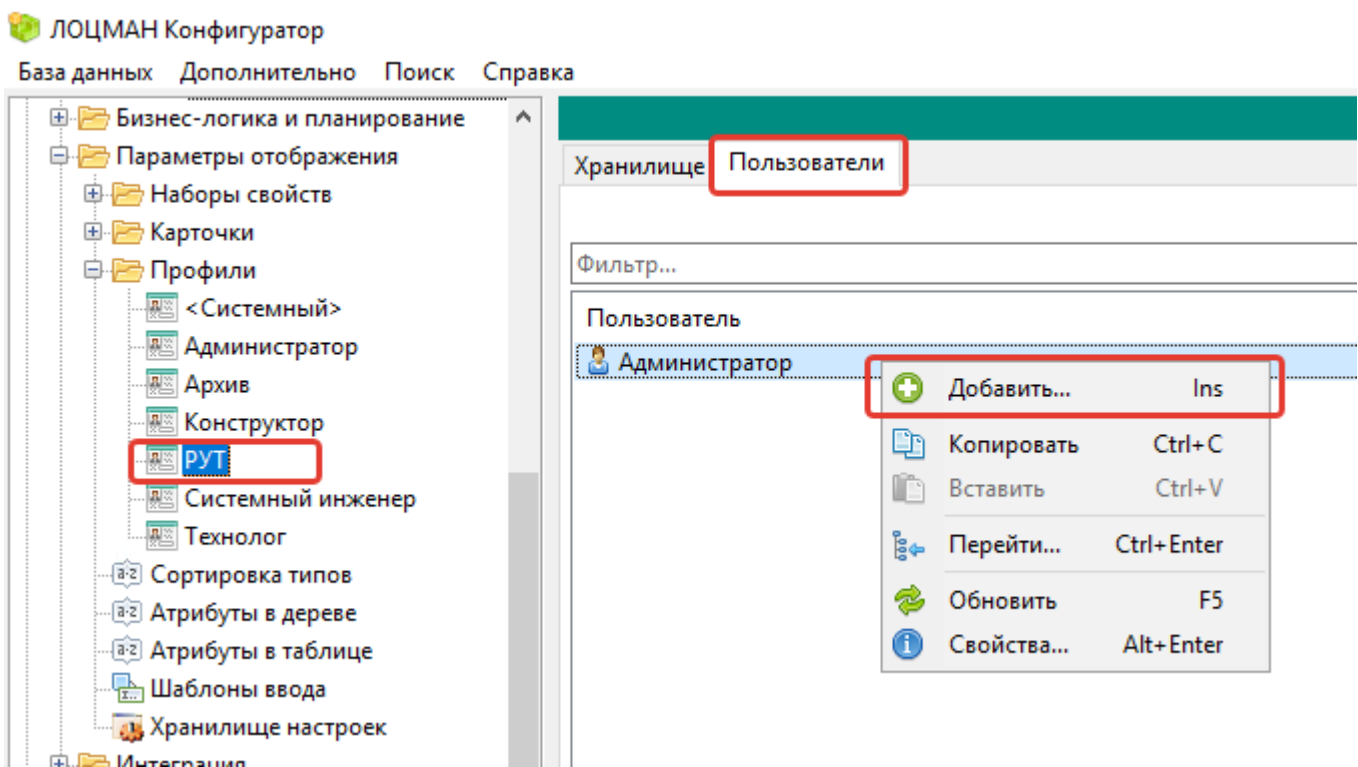 ЛОЦМАН Конфигуратор
База данных Дополнительно Поиск Справка
Бизнес-логика и планирование
Параметры отображения
Наборы свойств
Карточки
Профили
<Системный>
Администратор
Архив
Конструктор
РУТ
Системный инженер
Технолог
Сортировка типов
Атрибуты в дереве
Атрибуты в таблице
Шаблоны ввода
Хранилище настроек
Интеграция
Хранилище Пользователи
Фильтр...
Пользователь
Администратор
Добавить... Ins
Копировать Ctrl+C
Вставить Ctrl+V
Перейти... Ctrl+Enter
Обновить F5
Свойства... Alt+Enter